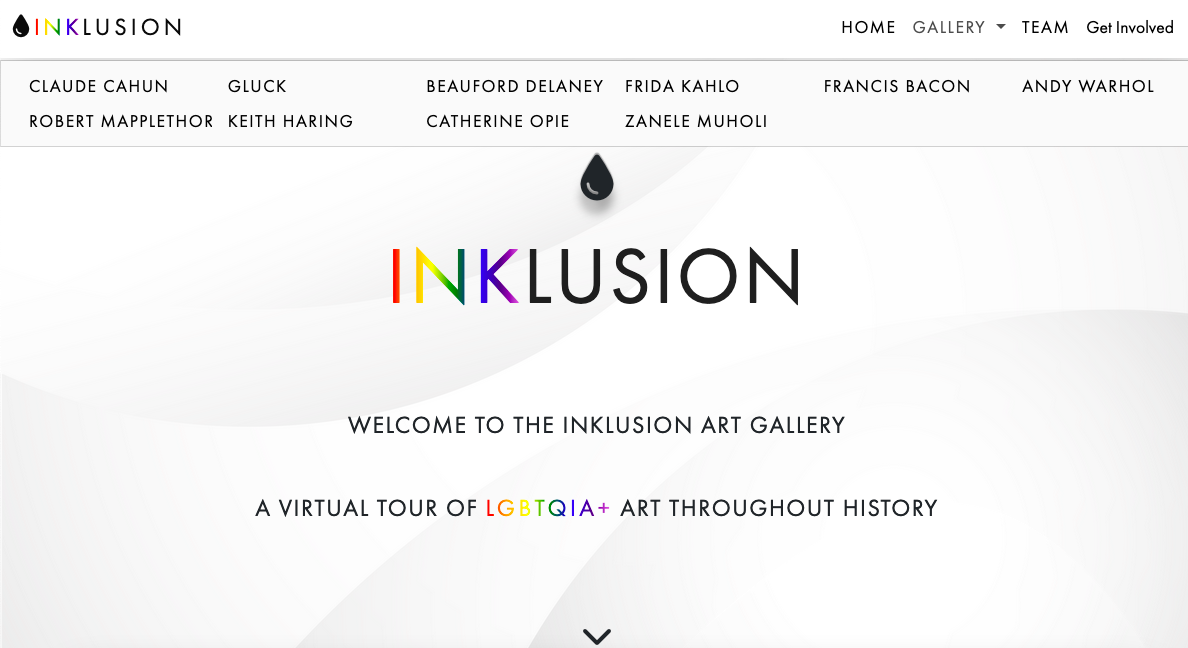 INKLUSION HOME GALLERY TEAM Get Involved
CLAUDE CAHUN GLUCK BEAUFORD DELANEY FRIDA KAHLO FRANCIS BACON ANDY WARHOL
ROBERT MAPPLETHOR KEITH HARING CATHERINE OPIE ZANELE MUHOLI
INKLUSION
WELCOME TO THE INKLUSION ART GALLERY
A VIRTUAL TOUR OF LGBTQIA+ ART THROUGHOUT HISTORY